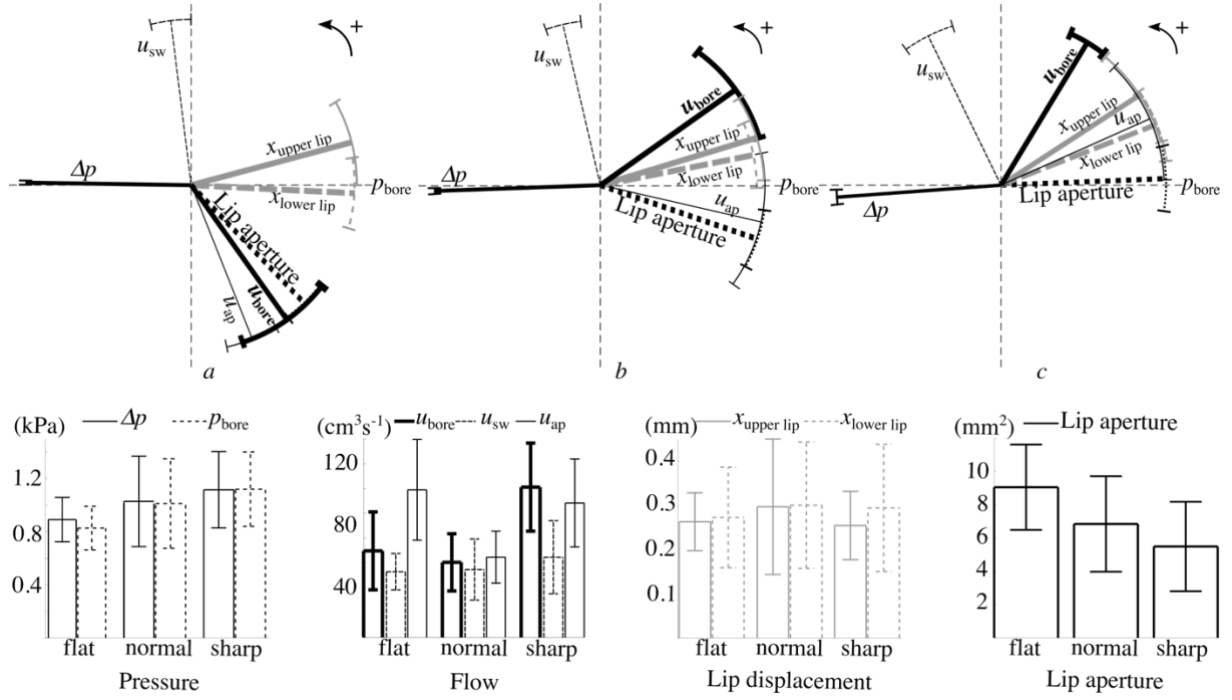 + + +
u_sw u_sw u_sw
u_bore u_bore
x_upper lip x_upper lip x_upper lip
u_ap
Δp p_bore Δp x_lower lip p_bore x_lower lip p_bore
x_lower lip u_ap Lip aperture
Lip aperture Lip aperture Δp
u_bore
u_ap
a b c
(kPa) Δp p_bore (cm³s⁻¹) u_bore u_sw u_ap (mm) x_upper lip x_lower lip (mm²) Lip aperture
1.2 120 0.4 10
0.8 80 0.3 8
0.4 40 0.2 6
0.1 4
2
flat normal sharp flat normal sharp flat normal sharp flat normal sharp
Pressure Flow Lip displacement Lip aperture